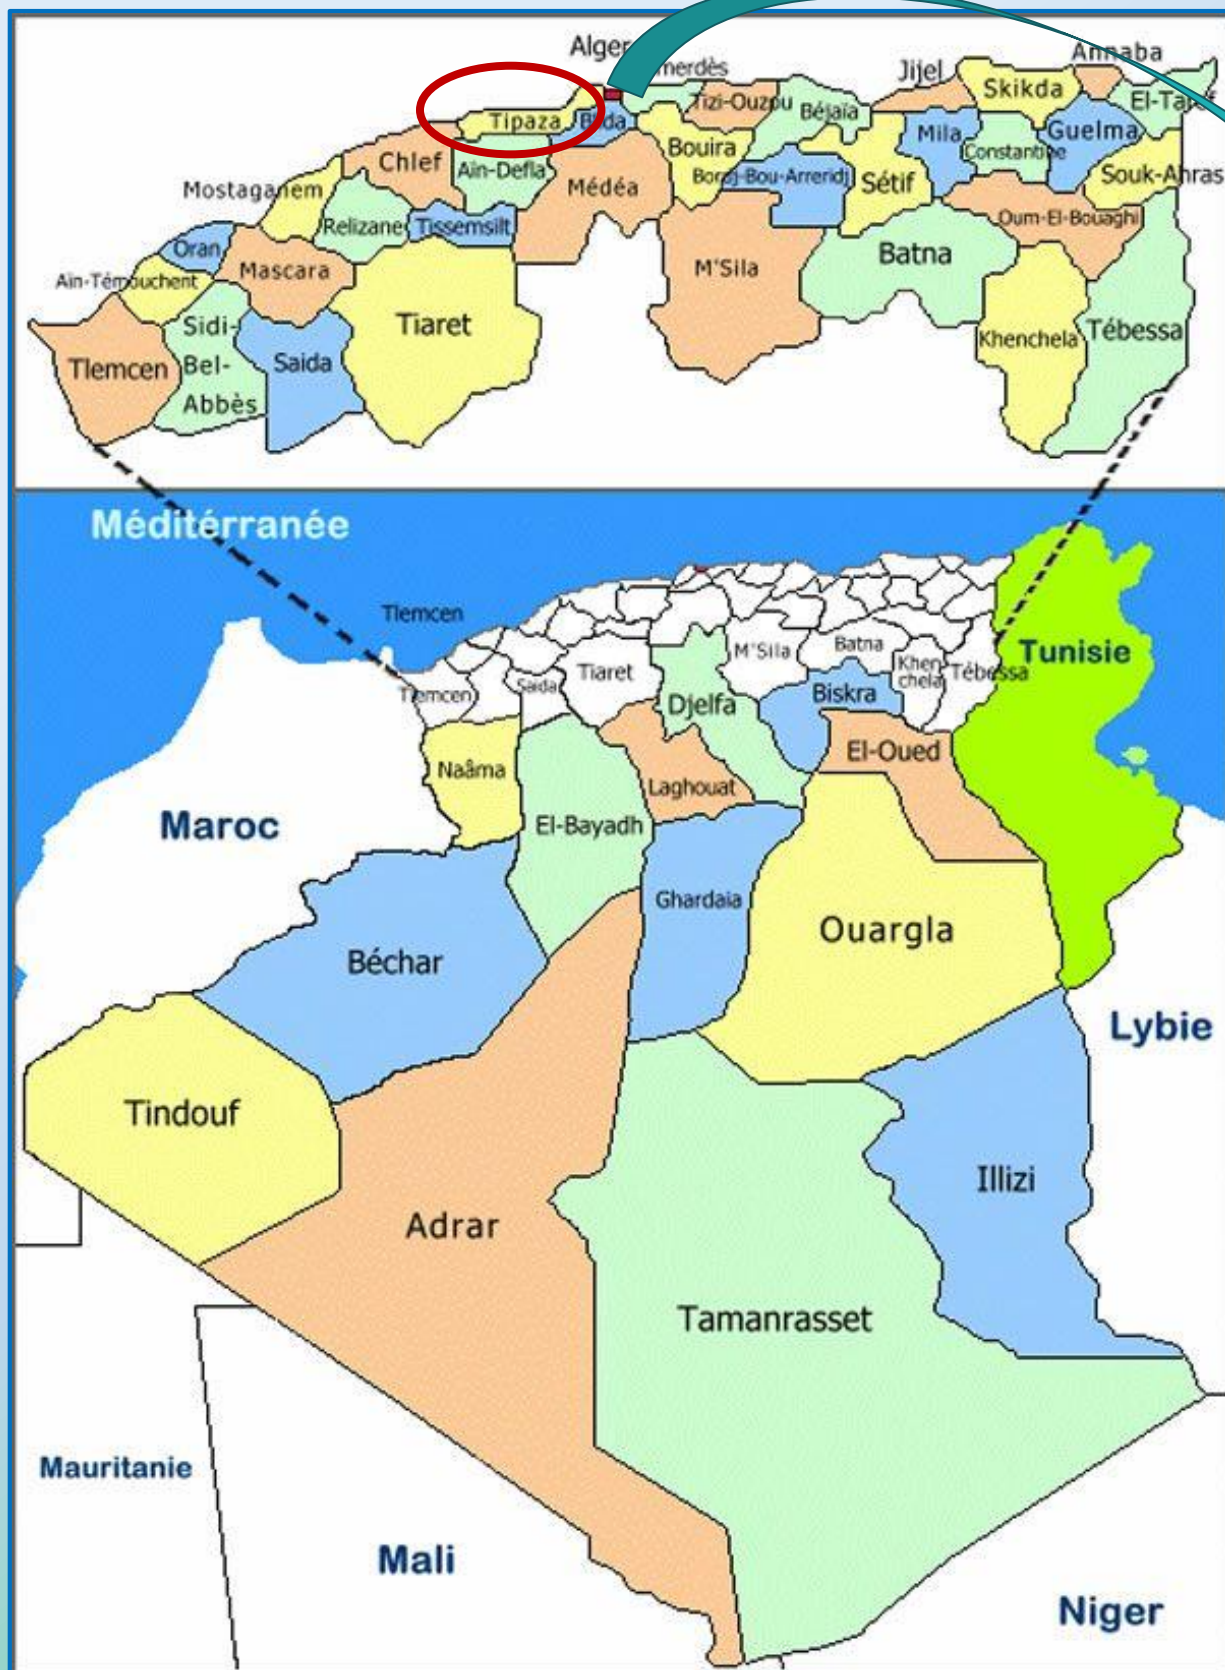 Alger
merdès
Jijel
Annaba
Skikda
El-Taref
Tizi-Ouzou
Béjaïa
Tipaza
Mila
Guelma
Constantine
Bouira
Chlef
Aïn-Defla
Médéa
Bordj-Bou-Arreridj
Sétif
Souk-Ahras
Mostaganem
Relizane
Tissemsilt
Oum-El-Bouaghi
Oran
Mascara
M'Sila
Batna
Aïn-Témouchent
Sidi-
Bel-
Abbès
Tiaret
Khenchela
Tébessa
Tlemcen
Saida
Méditérranée
Tlemcen
Tunisie
M'Sila
Batna
Khen
chela
Tébessa
Tiaret
Saida
Tlemcen
Djelfa
Biskra
El-Oued
Naâma
Laghouat
Maroc
El-Bayadh
Ghardaia
Ouargla
Béchar
Lybie
Tindouf
Illizi
Adrar
Tamanrasset
Mauritanie
Mali
Niger